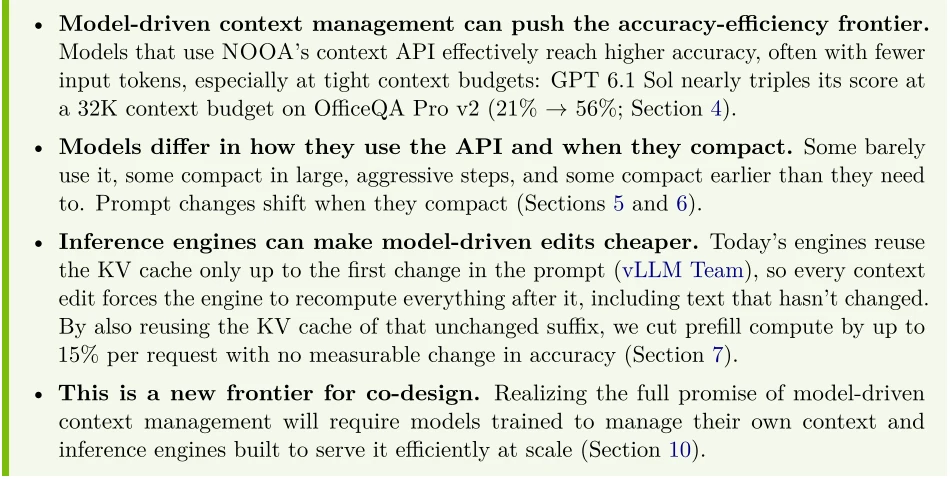 • Model-driven context management can push the accuracy-efficiency frontier.
Models that use NOOA's context API effectively reach higher accuracy, often with fewer
input tokens, especially at tight context budgets: GPT 6.1 Sol nearly triples its score at
a 32K context budget on OfficeQA Pro v2 (21% → 56%; Section 4).
• Models differ in how they use the API and when they compact. Some barely
use it, some compact in large, aggressive steps, and some compact earlier than they need
to. Prompt changes shift when they compact (Sections 5 and 6).
• Inference engines can make model-driven edits cheaper. Today's engines reuse
the KV cache only up to the first change in the prompt (vLLM Team), so every context
edit forces the engine to recompute everything after it, including text that hasn't changed.
By also reusing the KV cache of that unchanged suffix, we cut prefill compute by up to
15% per request with no measurable change in accuracy (Section 7).
• This is a new frontier for co-design. Realizing the full promise of model-driven
context management will require models trained to manage their own context and
inference engines built to serve it efficiently at scale (Section 10).